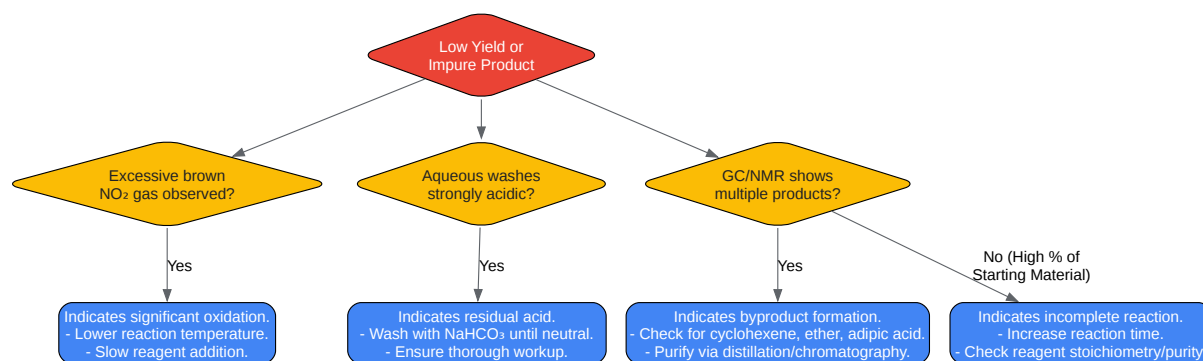 Low Yield or
Impure Product
Excessive brown
NO₂ gas observed?
Aqueous washes
strongly acidic?
GC/NMR shows
multiple products?
Yes
Yes
Yes
No (High % of
Starting Material)
Indicates significant oxidation.
- Lower reaction temperature.
- Slow reagent addition.
Indicates residual acid.
- Wash with NaHCO₃ until neutral.
- Ensure thorough workup.
Indicates byproduct formation.
- Check for cyclohexene, ether, adipic acid.
- Purify via distillation/chromatography.
Indicates incomplete reaction.
- Increase reaction time.
- Check reagent stoichiometry/purity.